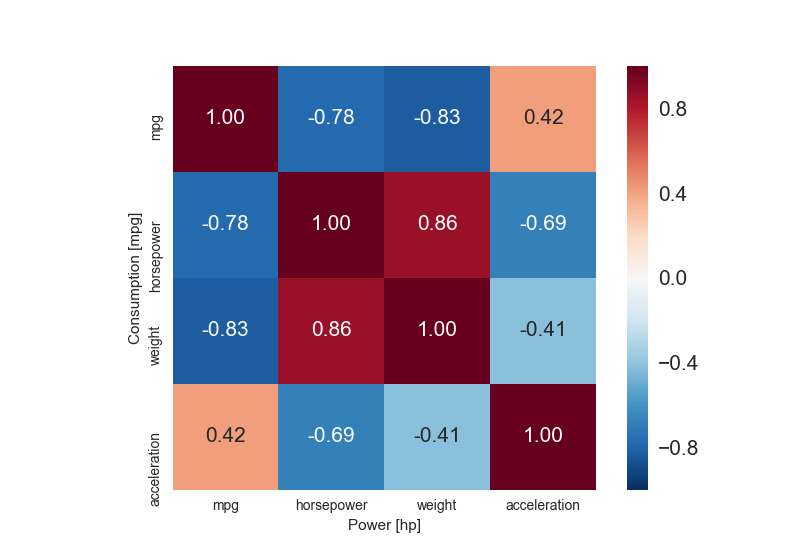 mpg
1.00 -0.78 -0.83 0.42
horsepower
-0.78 1.00 0.86 -0.69
weight
-0.83 0.86 1.00 -0.41
acceleration
0.42 -0.69 -0.41 1.00
Consumption [mpg]
mpg horsepower weight acceleration
Power [hp]
0.8
0.4
0.0
−0.4
−0.8